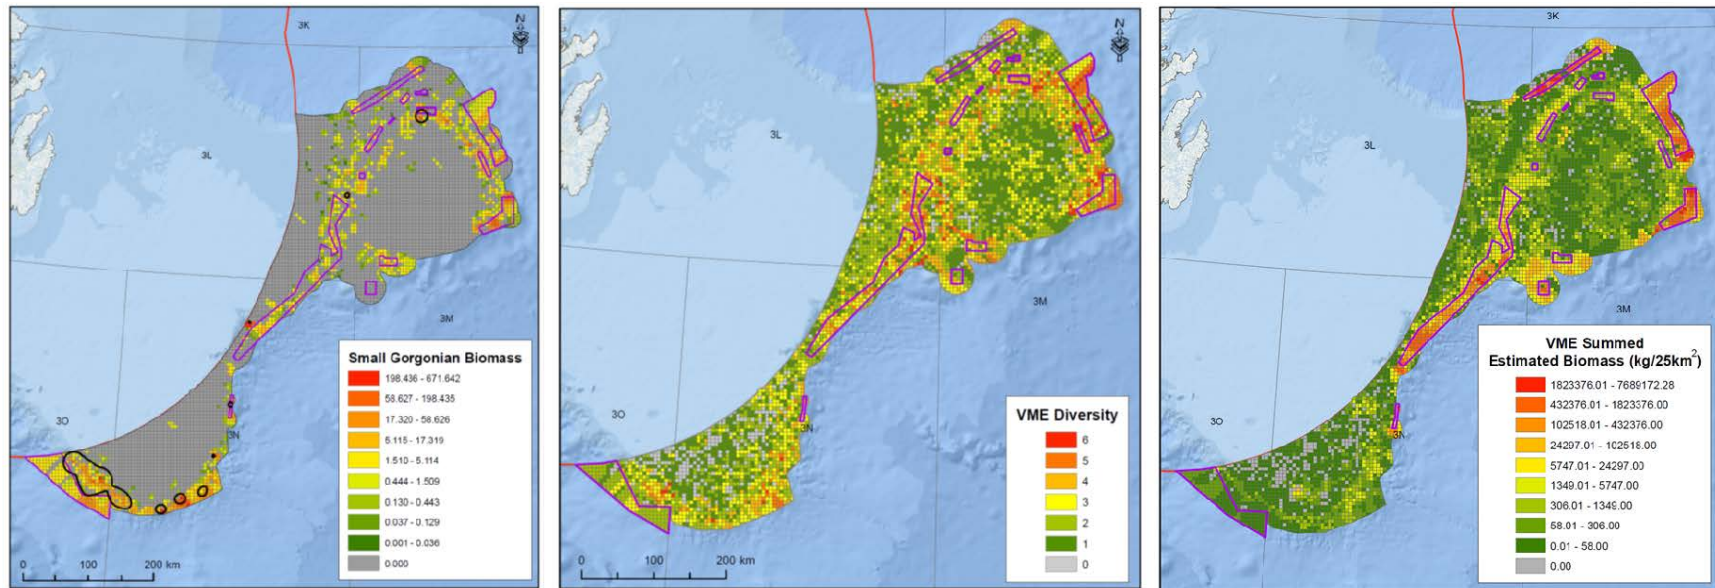 3K
N
3L
3M
3O
3N
Small Gorgonian Biomass
198.436 - 671.642
58.627 - 198.435
17.320 - 58.626
5.115 - 17.319
1.510 - 5.114
0.444 - 1.509
0.130 - 0.443
0.037 - 0.129
0.001 - 0.036
0.000
0 100 200 km
N
3L
3M
3N
VME Diversity
6
5
4
3
2
1
0
0 200 km
3K
N
3L
3M
3O
3N
VME Summed
Estimated Biomass (kg/25km²)
1823376.01 - 7689172.28
432376.01 - 1823376.00
102518.01 - 432376.00
24297.01 - 102518.00
5747.01 - 24297.00
1349.01 - 5747.00
306.01 - 1349.00
58.01 - 306.00
0.01 - 58.00
0.00